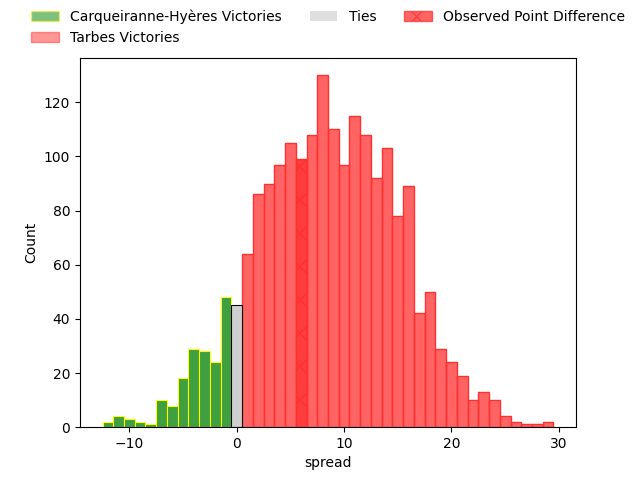 Carqueiranne-Hyères Victories Ties Observed Point Difference
Tarbes Victories
120
100
80
60
40
20
0
Count
−10 0 10 20 30
spread